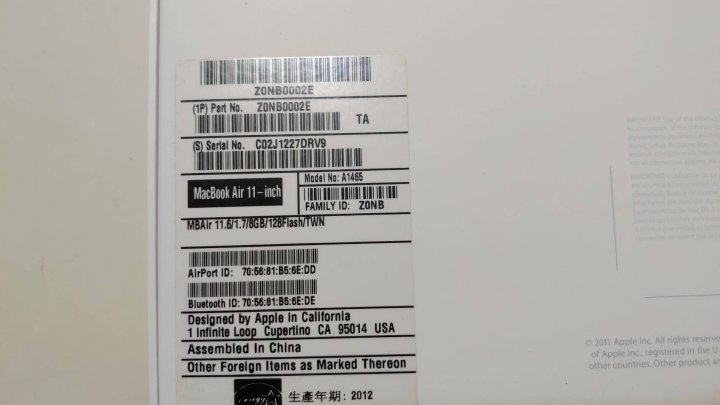 Z0NB0002E
(1P) Part No. Z0NB0002E
TA
(S) Serial No. C02J1227DRV9
MacBook Air 11-inch
Model No: A1465
FAMILY ID: Z0NB
MBAir 11.6/1.7/8GB/128Flash/TWN
AirPort ID: 70:56:81:B5:6E:DD
Bluetooth ID: 70:56:81:B5:6E:DE
Designed by Apple in California
1 Infinite Loop Cupertino CA 95014 USA
Assembled In China
Other Foreign Items as Marked Thereon
生產年期: 2012
© 2011 Apple Inc. All rights reserve
of Apple Inc., registered in the U.
other countries. Other product a